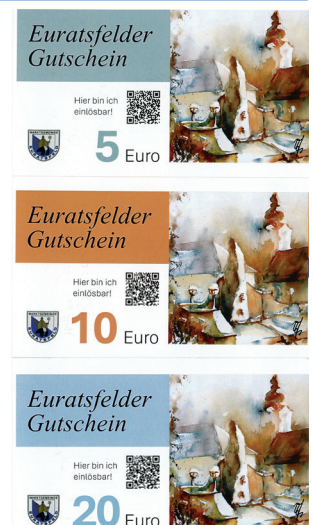 Euratsfelder
Gutschein
Hier bin ich
einlösbar!
5 Euro
Euratsfelder
Gutschein
Hier bin ich
einlösbar!
10 Euro
Euratsfelder
Gutschein
Hier bin ich
einlösbar!
20 Euro